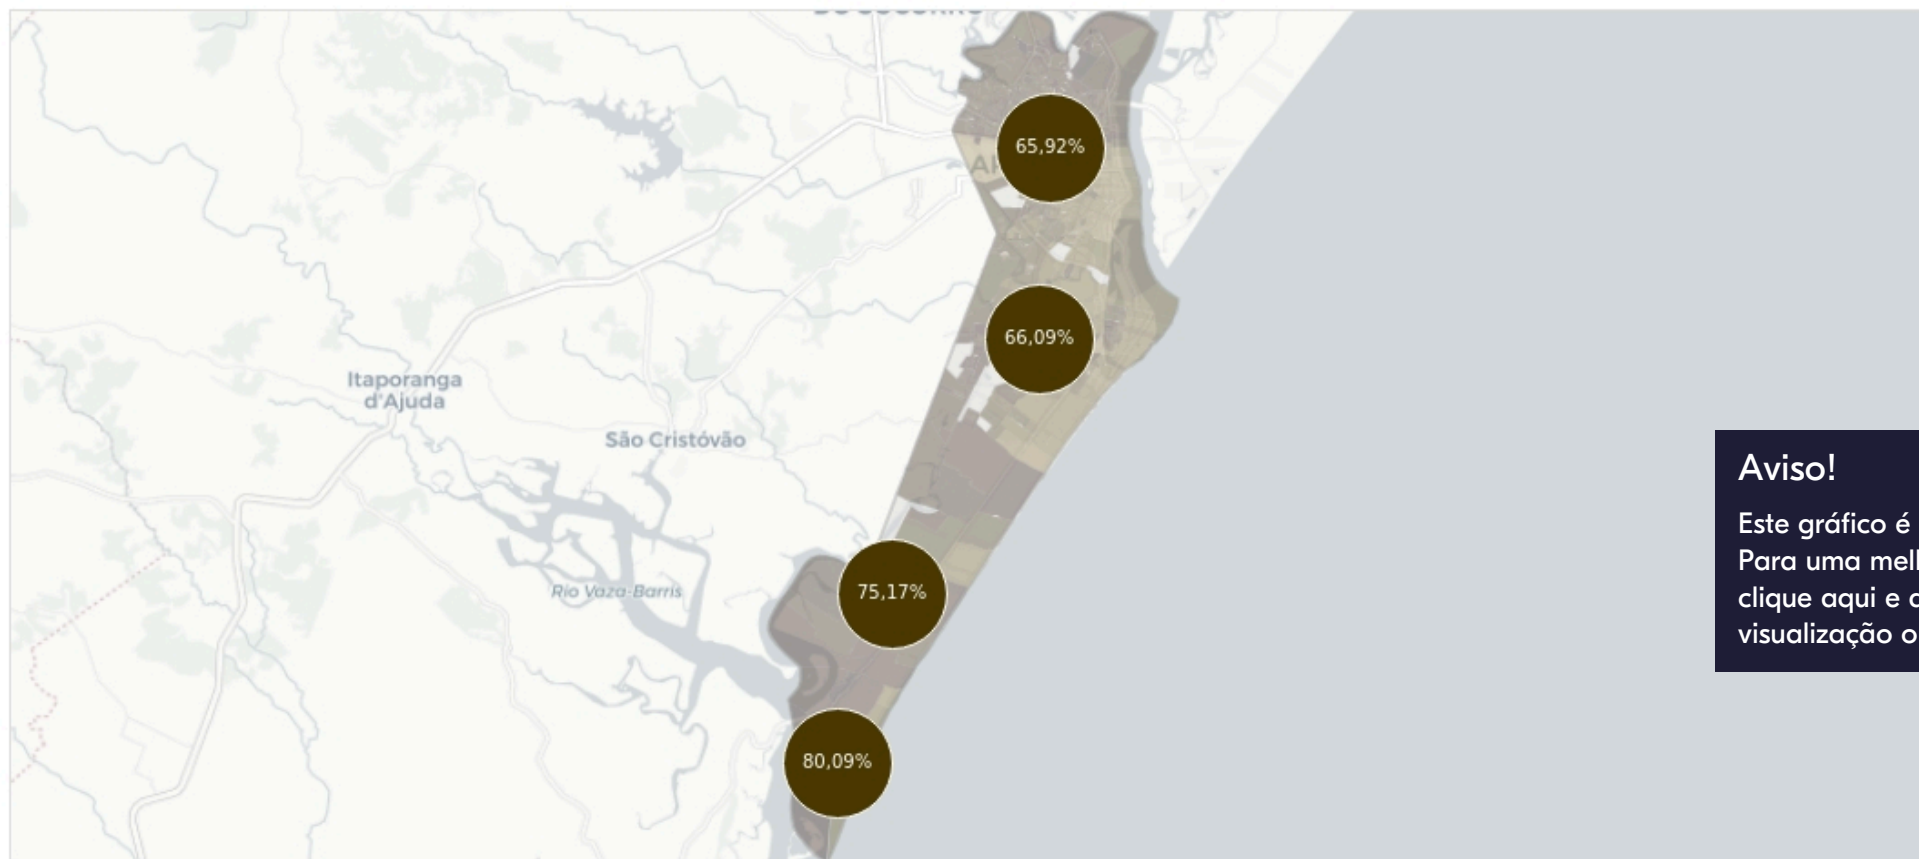 65,92%
66,09%
Itaporanga
d'Ajuda
São Cristóvão
Rio Vaza-Barris
75,17%
80,09%
Aviso!
Este gráfico é
Para uma
clique aqui e
visualização